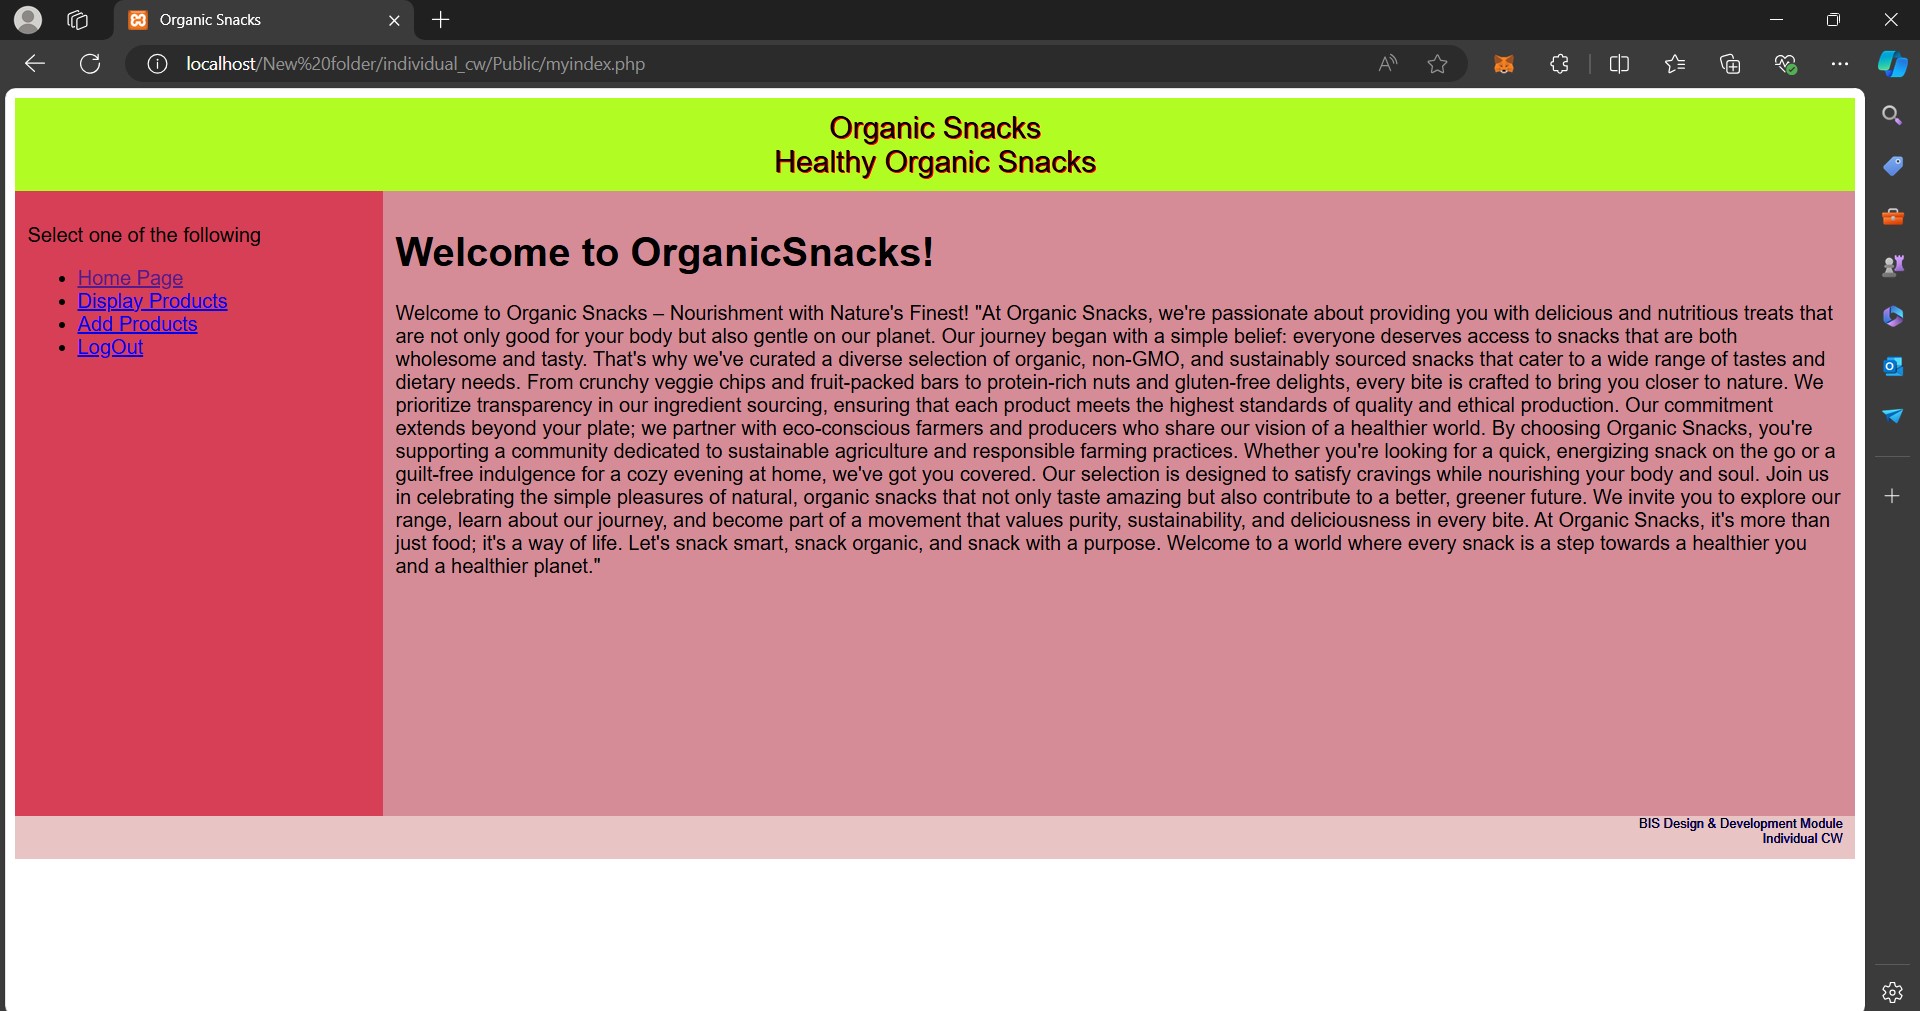 Organic Snacks
localhost/New%20folder/individual_cw/Public/myindex.php
Organic Snacks
Healthy Organic Snacks
Select one of the following
Home Page
Display Products
Add Products
LogOut
Welcome to OrganicSnacks!
Welcome to Organic Snacks – Nourishment with Nature's Finest! "At Organic Snacks, we're passionate about providing you with delicious and nutritious treats that
are not only good for your body but also gentle on our planet. Our journey began with a simple belief: everyone deserves access to snacks that are both
wholesome and tasty. That's why we've curated a diverse selection of organic, non-GMO, and sustainably sourced snacks that cater to a wide range of tastes and
dietary needs. From crunchy veggie chips and fruit-packed bars to protein-rich nuts and gluten-free delights, every bite is crafted to bring you closer to nature. We
prioritize transparency in our ingredient sourcing, ensuring that each product meets the highest standards of quality and ethical production. Our commitment
extends beyond your plate; we partner with eco-conscious farmers and producers who share our vision of a healthier world. By choosing Organic Snacks, you're
supporting a community dedicated to sustainable agriculture and responsible farming practices. Whether you're looking for a quick, energizing snack on the go or a
guilt-free indulgence for a cozy evening at home, we've got you covered. Our selection is designed to satisfy cravings while nourishing your body and soul. Join us
in celebrating the simple pleasures of natural, organic snacks that not only taste amazing but also contribute to a better, greener future. We invite you to explore our
range, learn about our journey, and become part of a movement that values purity, sustainability, and deliciousness in every bite. At Organic Snacks, it's more than
just food; it's a way of life. Let's snack smart, snack organic, and snack with a purpose. Welcome to a world where every snack is a step towards a healthier you
and a healthier planet."
BIS Design & Development Module
Individual CW